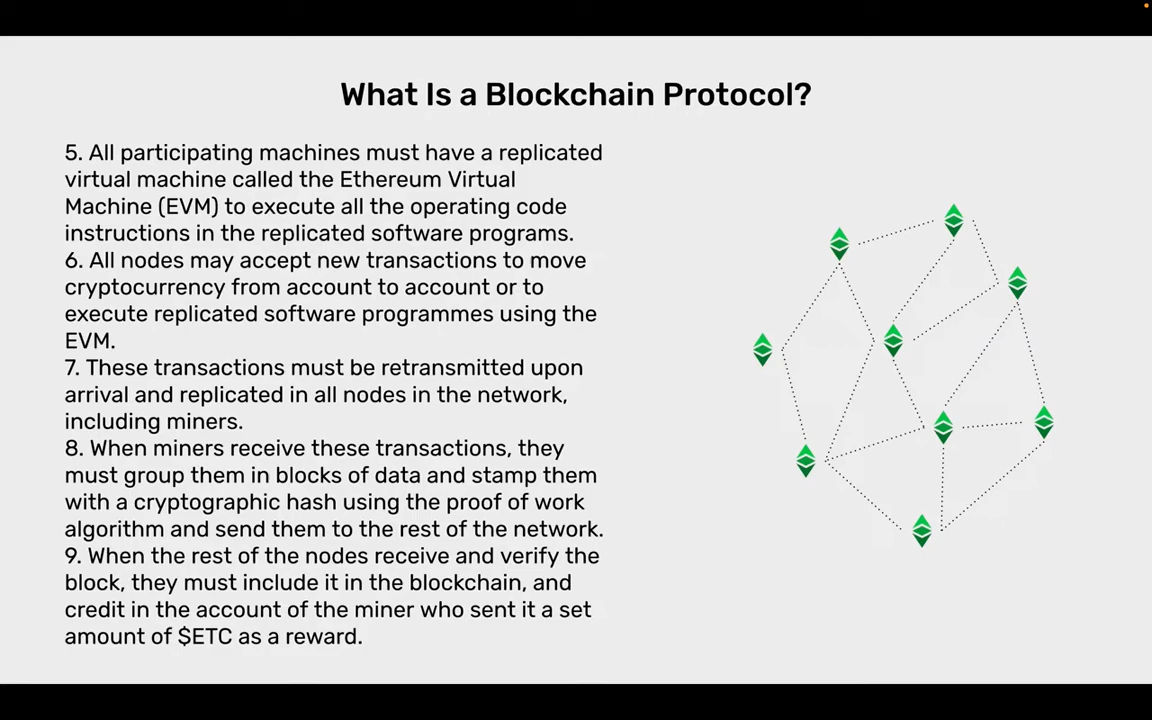 What Is a Blockchain Protocol?
5. All participating machines must have a replicated
virtual machine called the Ethereum Virtual
Machine (EVM) to execute all the operating code
instructions in the replicated software programs.
6. All nodes may accept new transactions to move
cryptocurrency from account to account or to
execute replicated software programmes using the
EVM.
7. These transactions must be retransmitted upon
arrival and replicated in all nodes in the network,
including miners.
8. When miners receive these transactions, they
must group them in blocks of data and stamp them
with a cryptographic hash using the proof of work
algorithm and send them to the rest of the network.
9. When the rest of the nodes receive and verify the
block, they must include it in the blockchain, and
credit in the account of the miner who sent it a set
amount of $ETC as a reward.